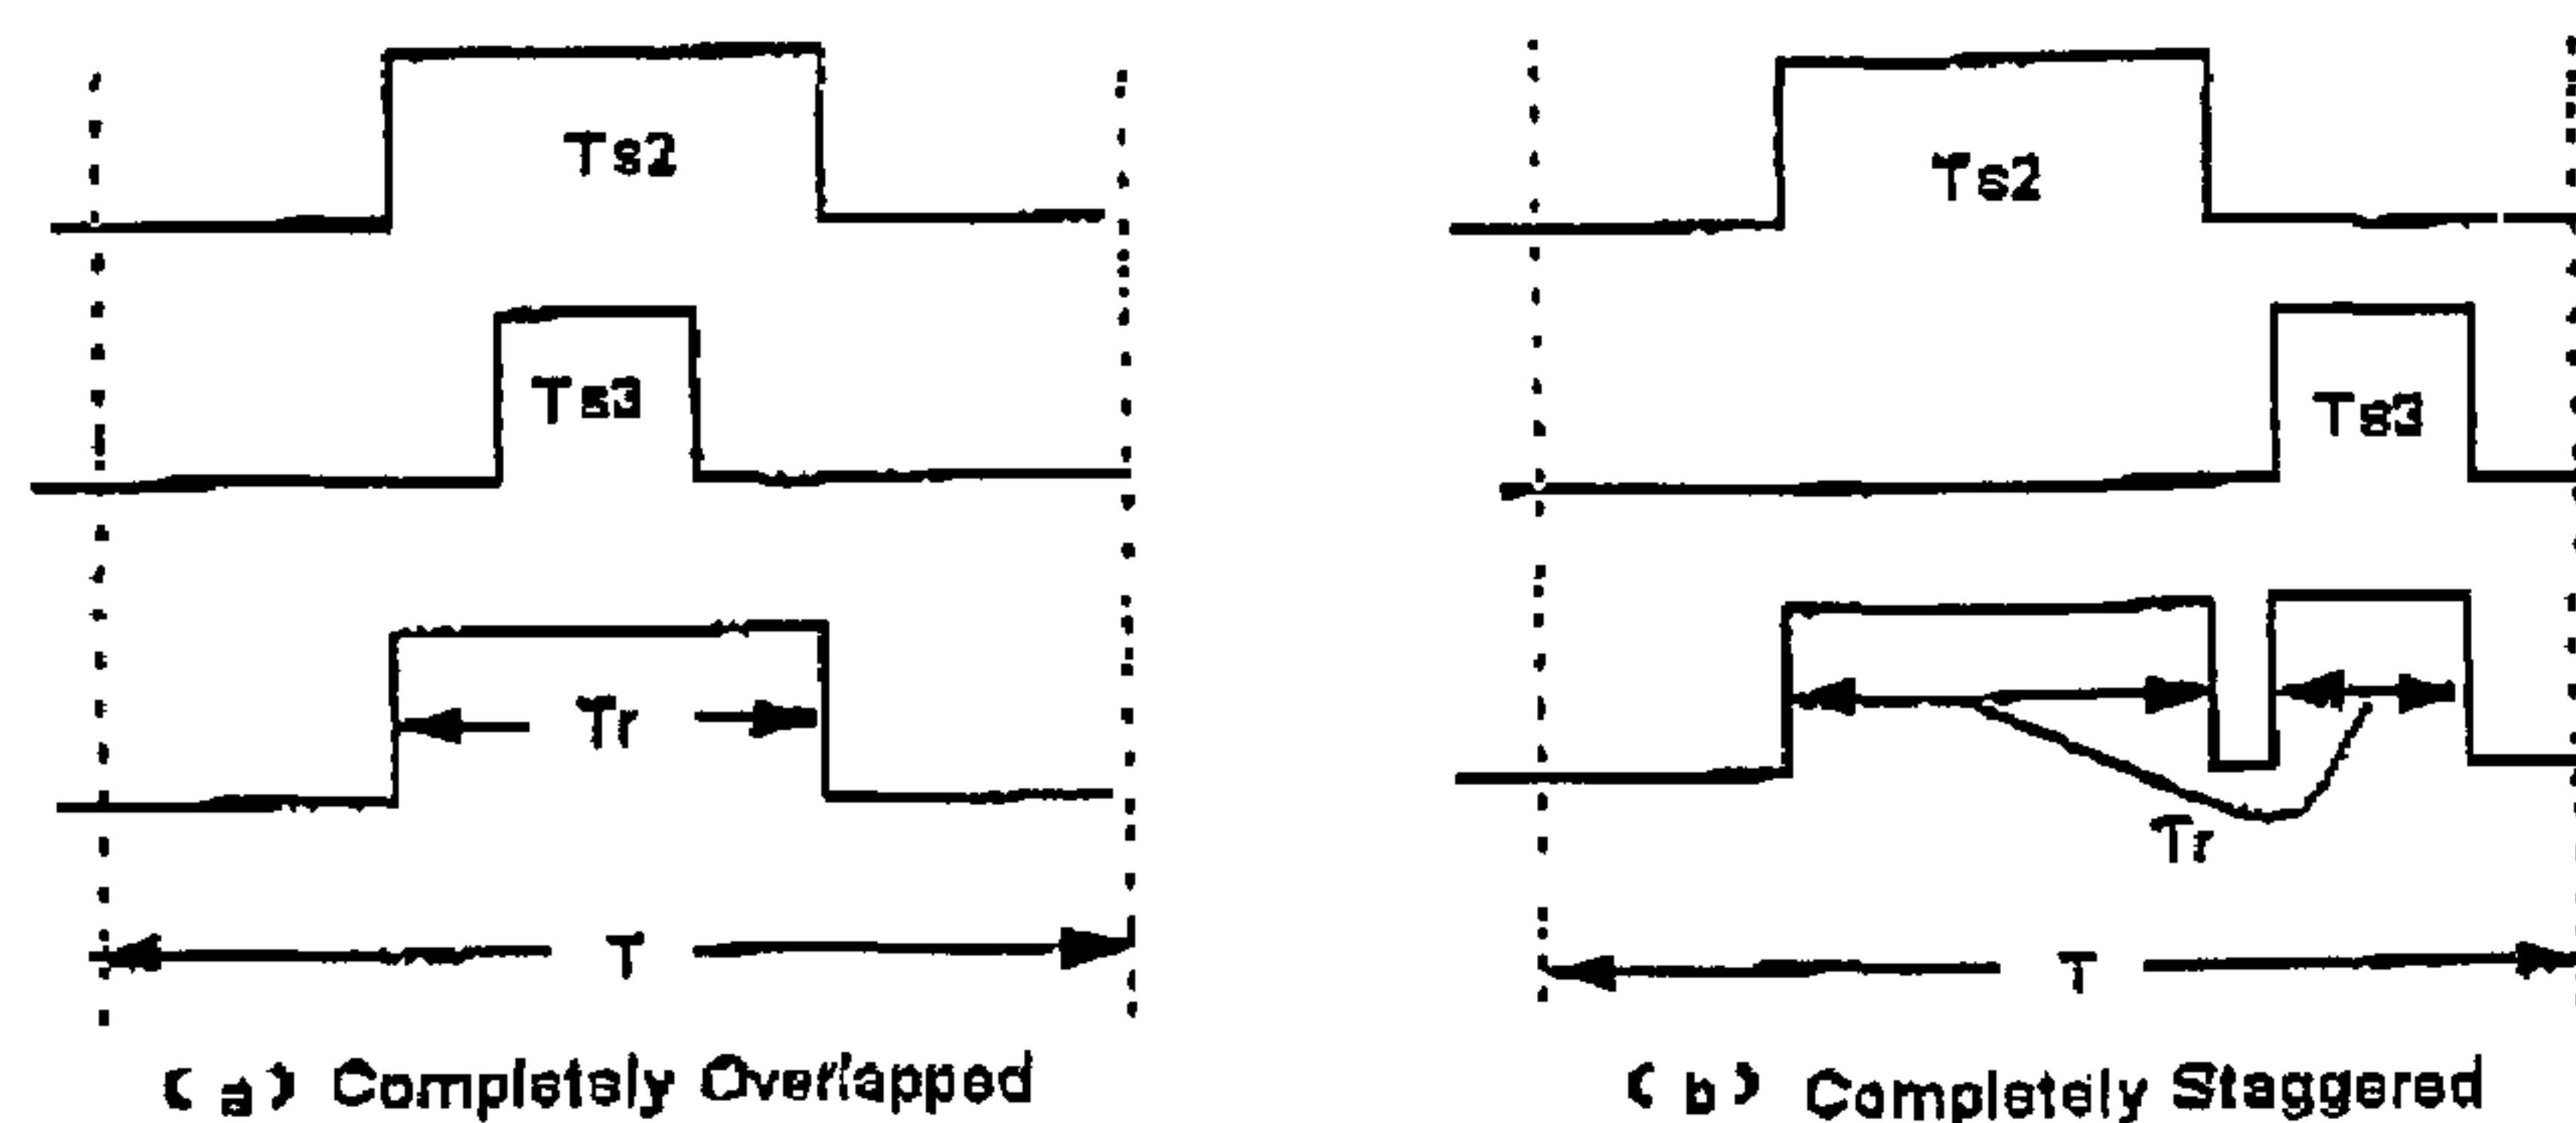 Ts2
Ts3
Tr
T
(a) Completely Overlapped
Ts2
Ts3
Tr
T
(b) Completely Staggered